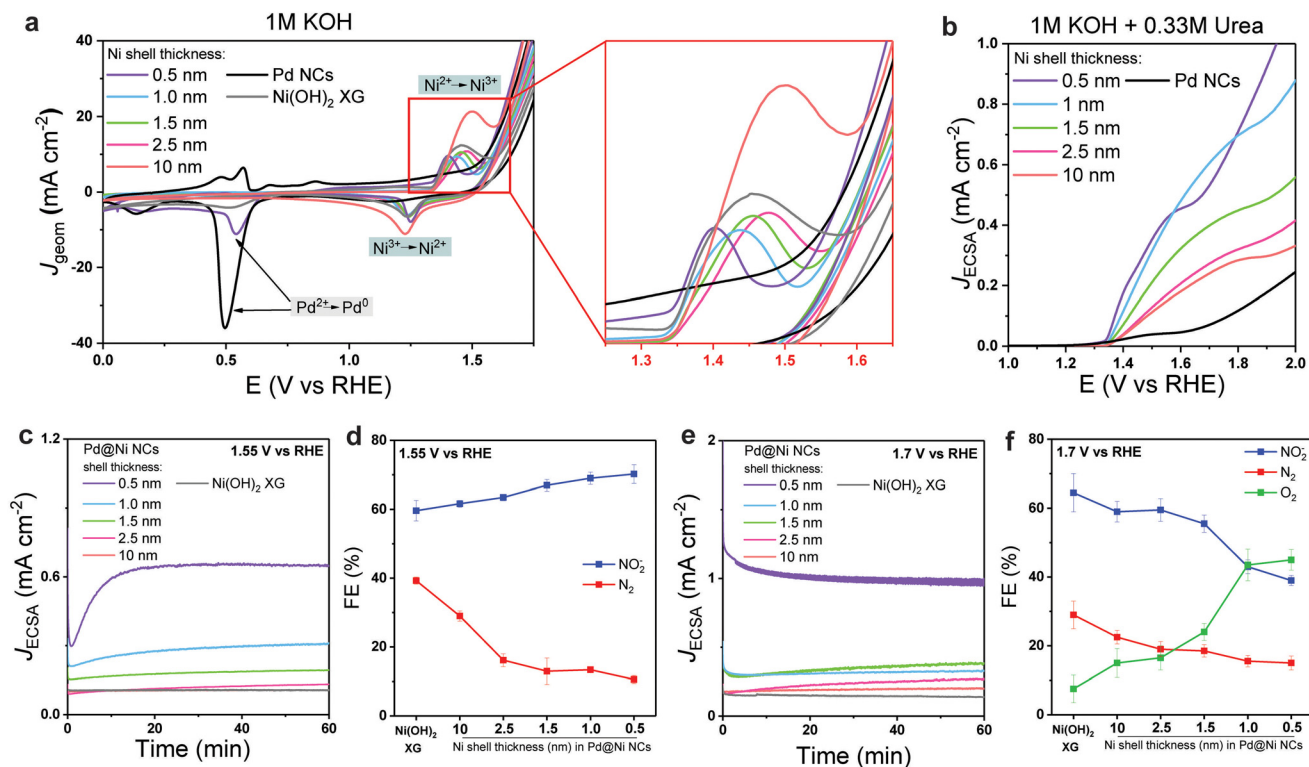 a
1M KOH
Ni shell thickness:
0.5 nm
Pd NCs
1.0 nm
Ni(OH)₂ XG
1.5 nm
2.5 nm
10 nm
Ni²⁺→Ni³⁺
Ni³⁺→Ni²⁺
Pd²⁺→Pd⁰
J_geom (mA cm⁻²)
40
20
0
-20
-40
0.0
0.5
1.0
1.5
E (V vs RHE)
1.3
1.4
1.5
1.6
b
1M KOH + 0.33M Urea
Ni shell thickness:
0.5 nm
Pd NCs
1 nm
1.5 nm
2.5 nm
10 nm
J_ECSA (mA cm⁻²)
1.0
0.8
0.6
0.4
0.2
0.0
1.0
1.2
1.4
1.6
1.8
2.0
E (V vs RHE)
c
Pd@Ni NCs
1.55 V vs RHE
shell thickness:
0.5 nm
Ni(OH)₂ XG
1.0 nm
1.5 nm
2.5 nm
10 nm
J_ECSA (mA cm⁻²)
1.2
0.6
0.0
0
20
40
60
Time (min)
d
1.55 V vs RHE
NO₂⁻
N₂
FE (%)
80
60
40
20
0
Ni(OH)₂
XG
10
2.5
1.5
1.0
0.5
Ni shell thickness (nm) in Pd@Ni NCs
e
Pd@Ni NCs
1.7 V vs RHE
shell thickness:
0.5 nm
Ni(OH)₂ XG
1.0 nm
1.5 nm
2.5 nm
10 nm
J_ECSA (mA cm⁻²)
2
1
0
0
20
40
60
Time (min)
f
1.7 V vs RHE
NO₂⁻
N₂
O₂
FE (%)
80
60
40
20
0
Ni(OH)₂
XG
10
2.5
1.5
1.0
0.5
Ni shell thickness (nm) in Pd@Ni NCs